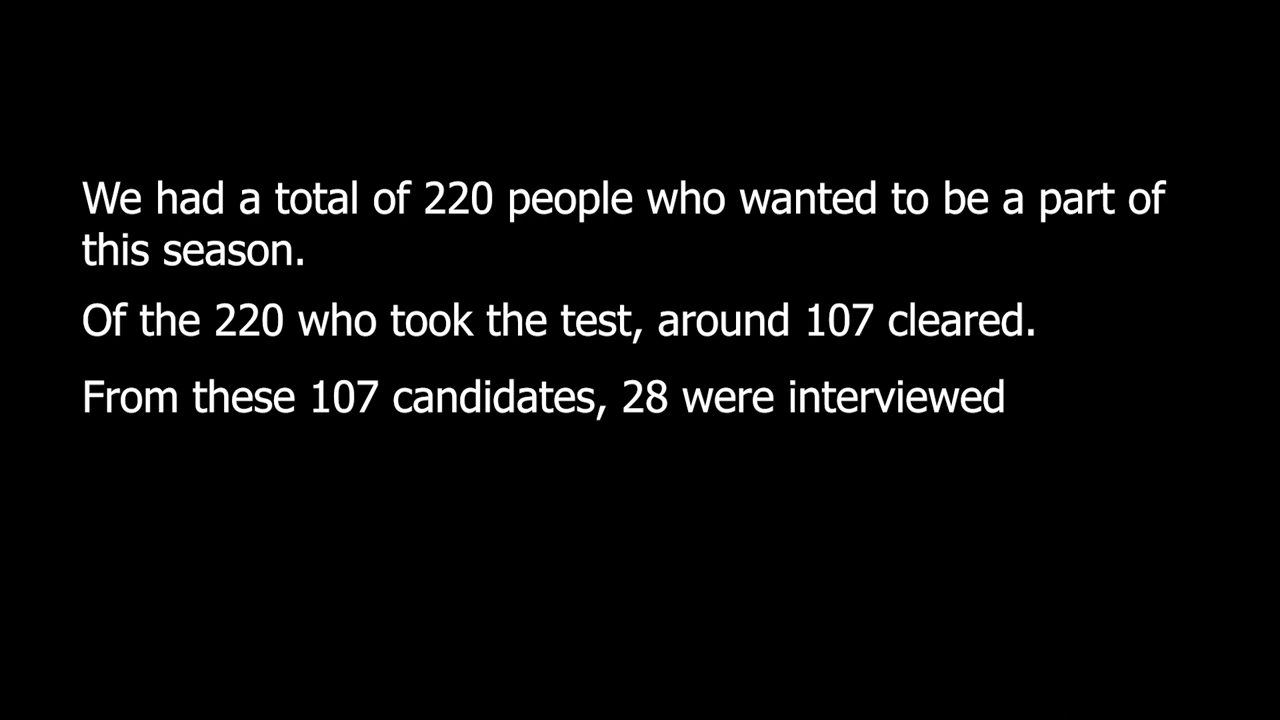 We had a total of 220 people who wanted to be a part of
this season.
Of the 220 who took the test, around 107 cleared.
From these 107 candidates, 28 were interviewed